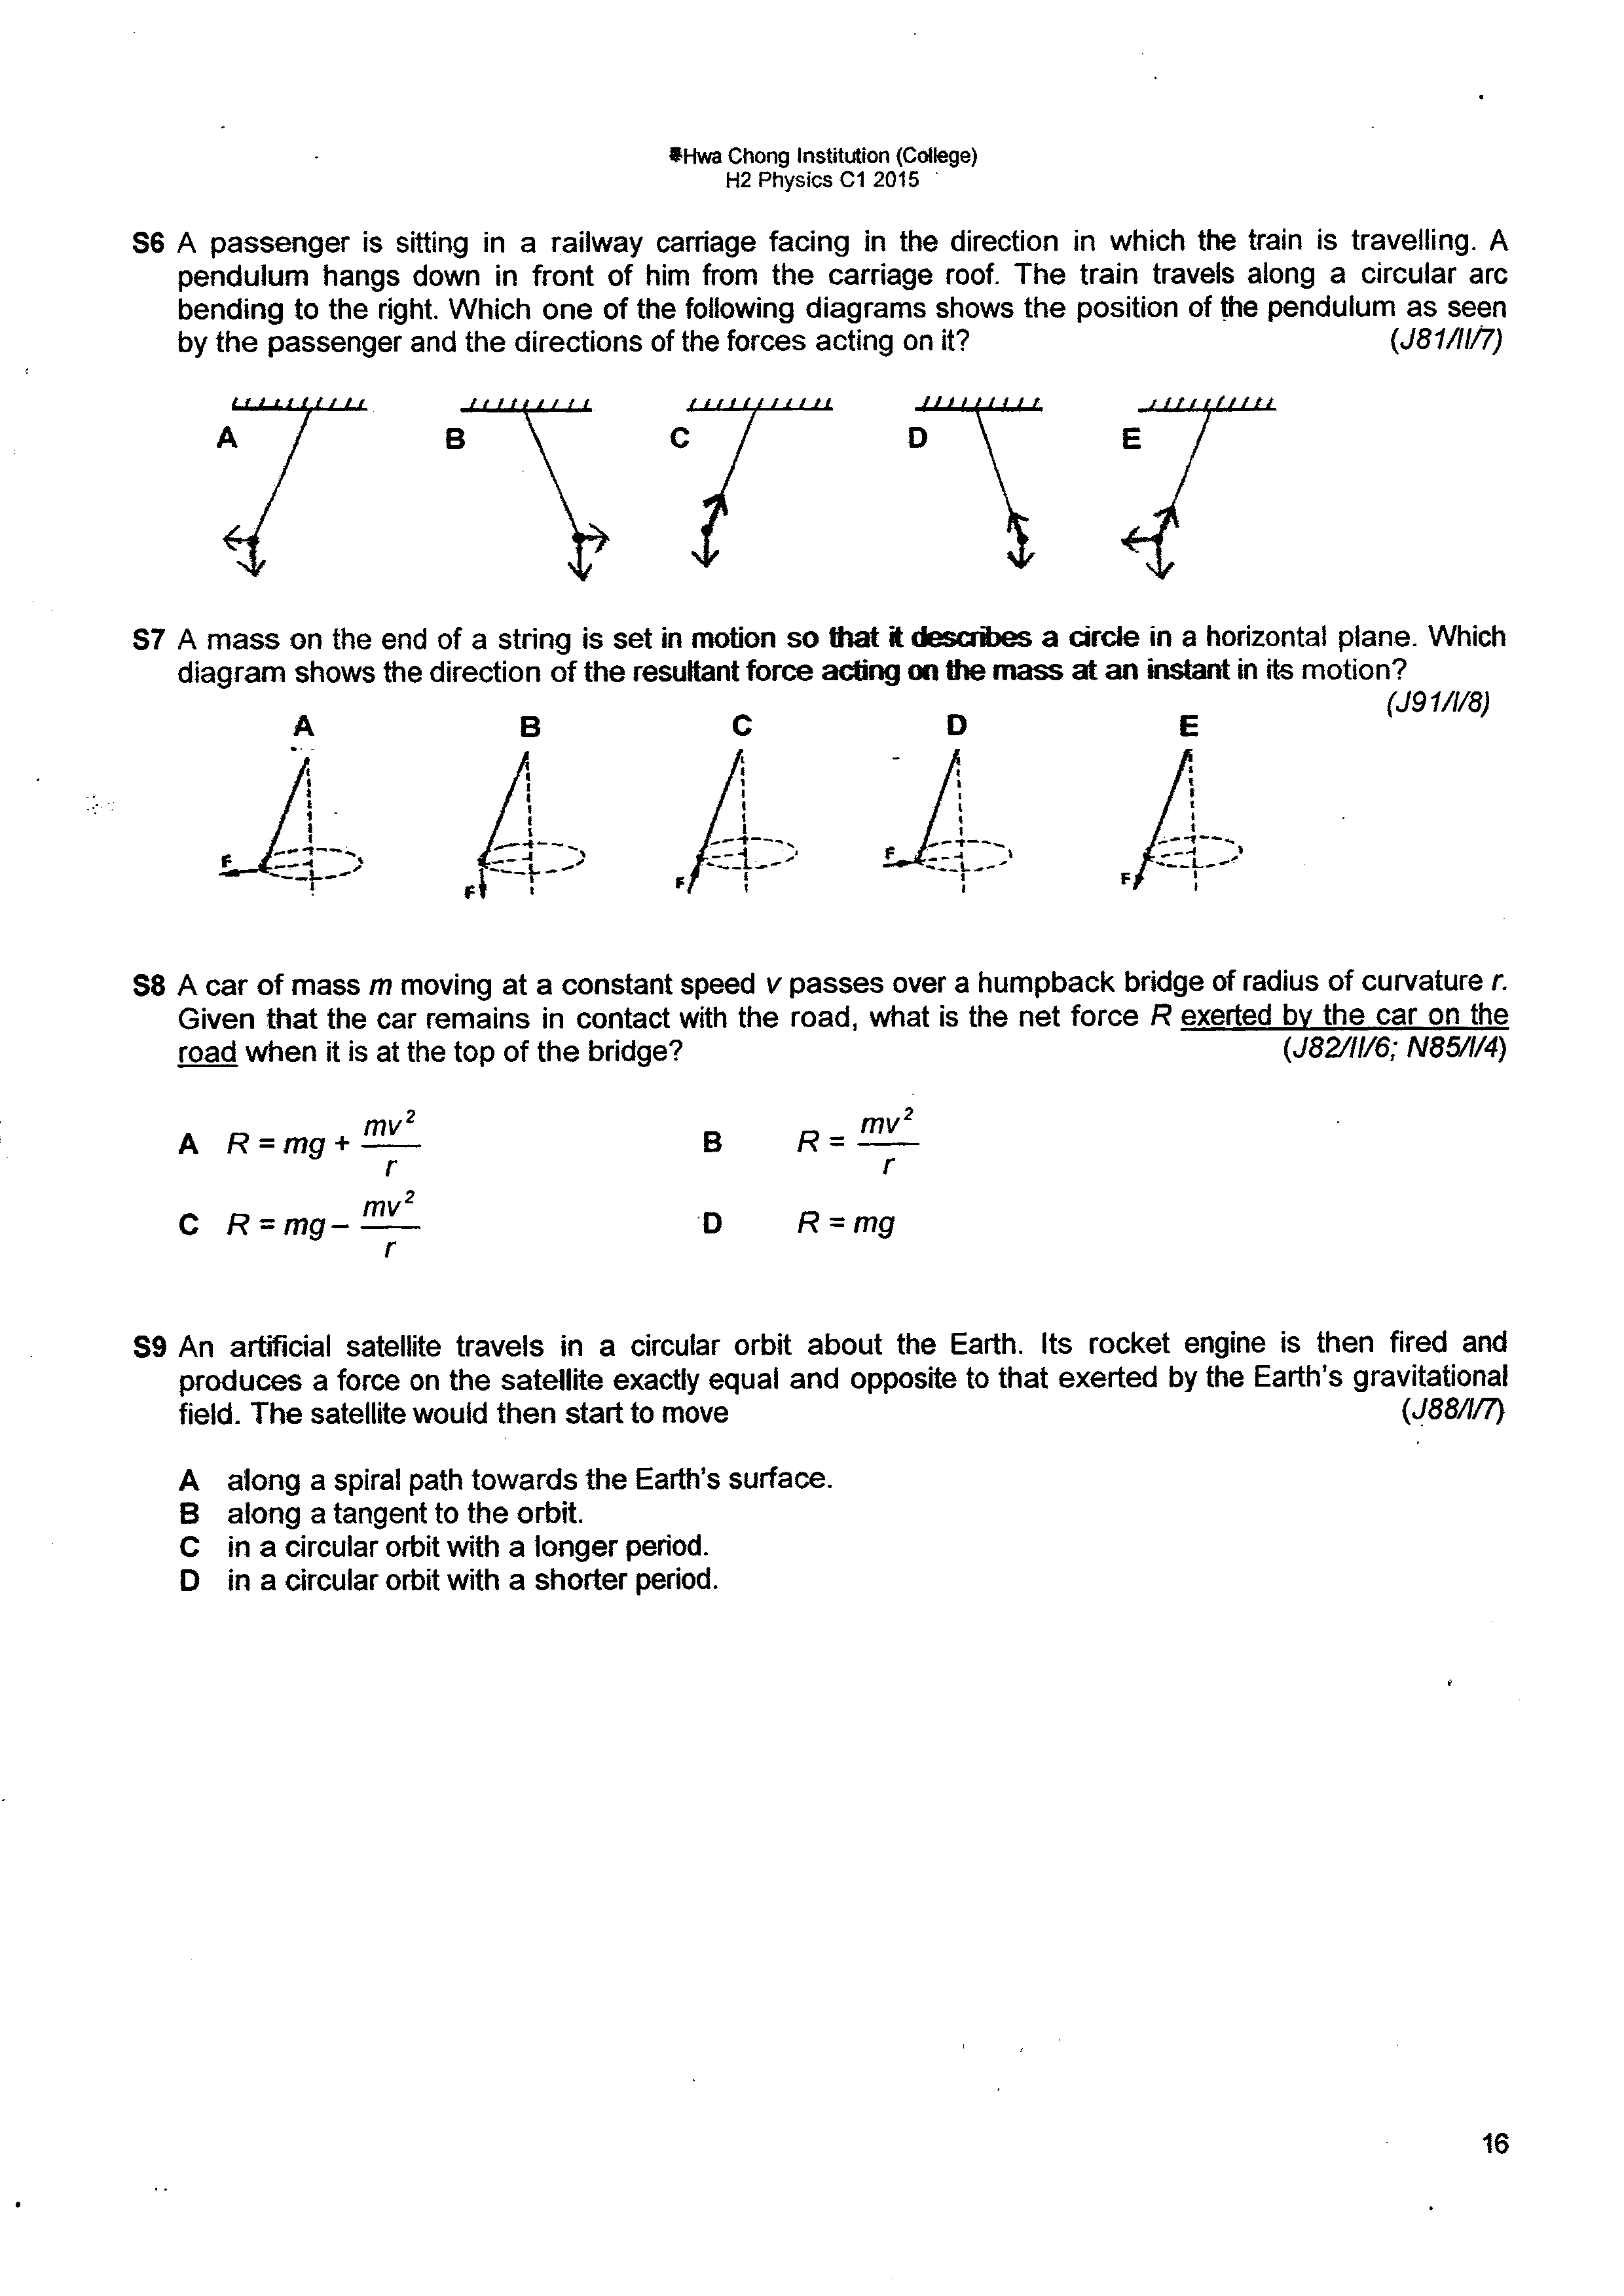 Hwa Chong Institution (College)
H2 Physics C1 2015
S6 A passenger is sitting in a railway carriage facing in the direction in which the train is travelling. A
pendulum hangs down in front of him from the carriage roof. The train travels along a circular arc
bending to the right. Which one of the following diagrams shows the position of the pendulum as seen
by the passenger and the directions of the forces acting on it? (J81/II/7)
A B C D E
S7 A mass on the end of a string is set in motion so that it describes a circle in a horizontal plane. Which
diagram shows the direction of the resultant force acting on the mass at an instant in its motion?
(J91/I/8)
A B C D E
F F F F F
S8 A car of mass m moving at a constant speed v passes over a humpback bridge of radius of curvature r.
Given that the car remains in contact with the road, what is the net force R exerted by the car on the
road when it is at the top of the bridge? (J82/II/6; N85/I/4)
A R = mg + mv²/r B R = mv²/r
C R = mg – mv²/r D R = mg
S9 An artificial satellite travels in a circular orbit about the Earth. Its rocket engine is then fired and
produces a force on the satellite exactly equal and opposite to that exerted by the Earth's gravitational
field. The satellite would then start to move (J88/I/7)
A along a spiral path towards the Earth's surface.
B along a tangent to the orbit.
C in a circular orbit with a longer period.
D in a circular orbit with a shorter period.
16